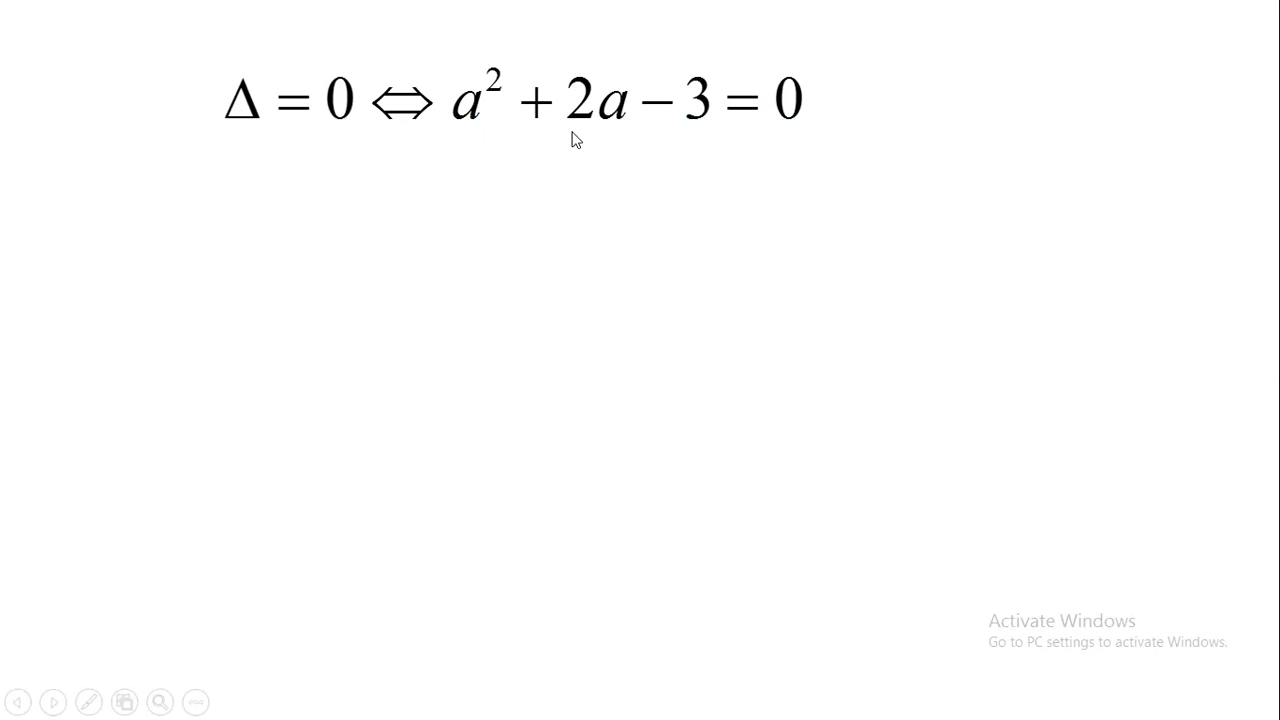 Δ = 0 ⇔ a² + 2a − 3 = 0
Activate Windows
Go to PC settings to activate Windows.